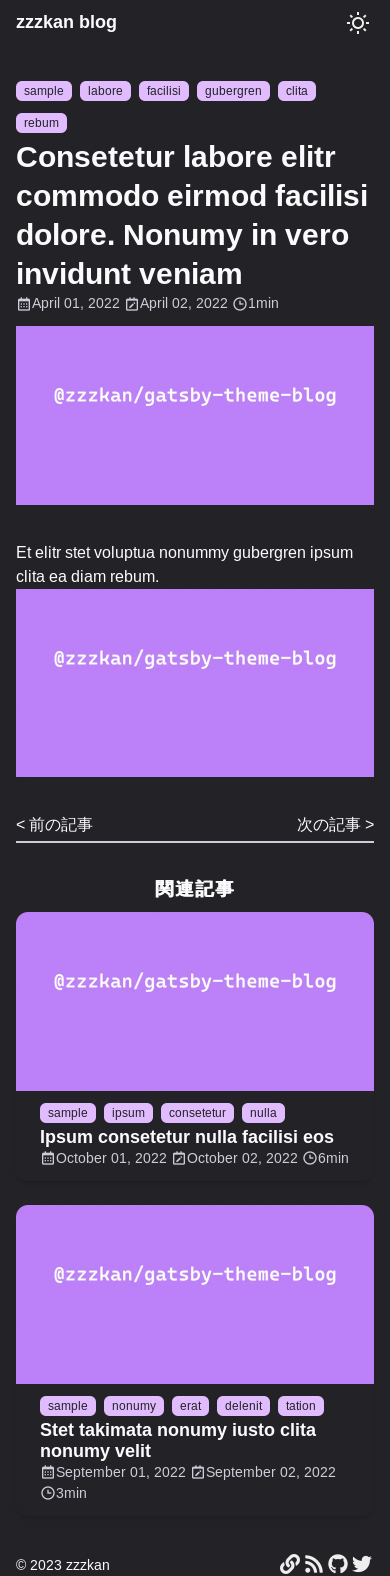 zzzkan blog
sample labore facilisi gubergren clita
rebum
Consetetur labore elitr
commodo eirmod facilisi
dolore. Nonumy in vero
invidunt veniam
April 01, 2022 April 02, 2022 1min
@zzzkan/gatsby-theme-blog
Et elitr stet voluptua nonummy gubergren ipsum
clita ea diam rebum.
@zzzkan/gatsby-theme-blog
< 前の記事 次の記事 >
関連記事
@zzzkan/gatsby-theme-blog
sample ipsum consetetur nulla
Ipsum consetetur nulla facilisi eos
October 01, 2022 October 02, 2022 6min
@zzzkan/gatsby-theme-blog
sample nonumy erat delenit tation
Stet takimata nonumy iusto clita
nonumy velit
September 01, 2022 September 02, 2022
3min
© 2023 zzzkan